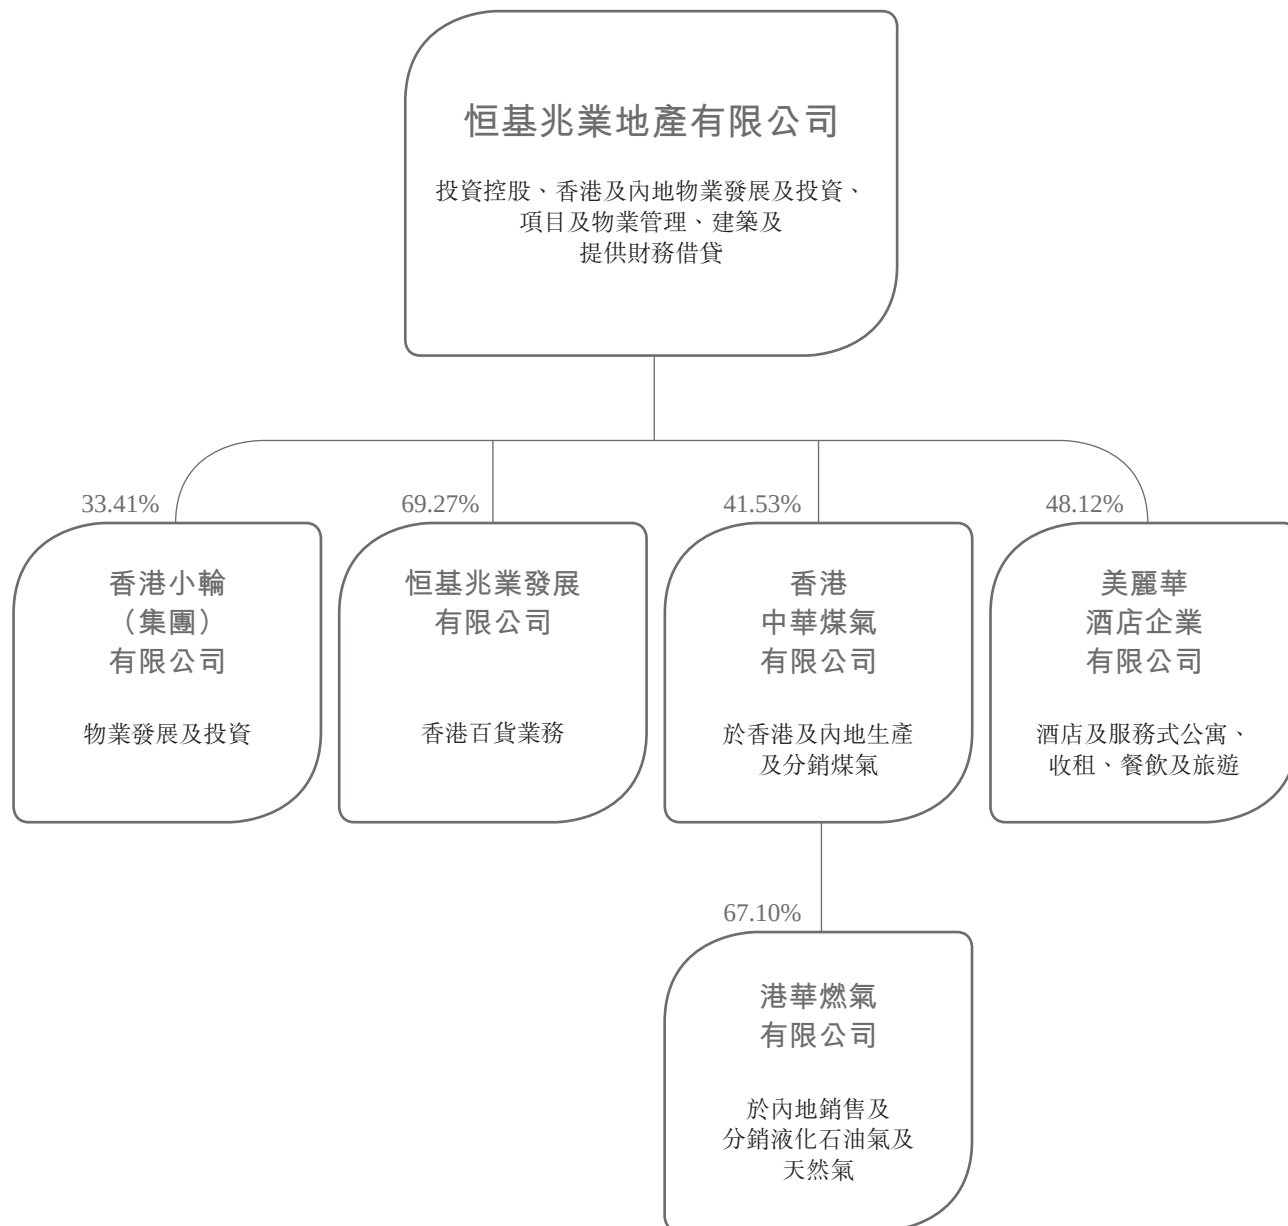 恒基兆業地產有限公司
投資控股、香港及內地物業發展及投資、
項目及物業管理、建築及
提供財務借貸
33.41%
香港小輪
（集團）
有限公司
物業發展及投資
69.27%
恒基兆業發展
有限公司
香港百貨業務
41.53%
香港
中華煤氣
有限公司
於香港及內地生產
及分銷煤氣
48.12%
美麗華
酒店企業
有限公司
酒店及服務式公寓、
收租、餐飲及旅遊
67.10%
港華燃氣
有限公司
於內地銷售及
分銷液化石油氣及
天然氣